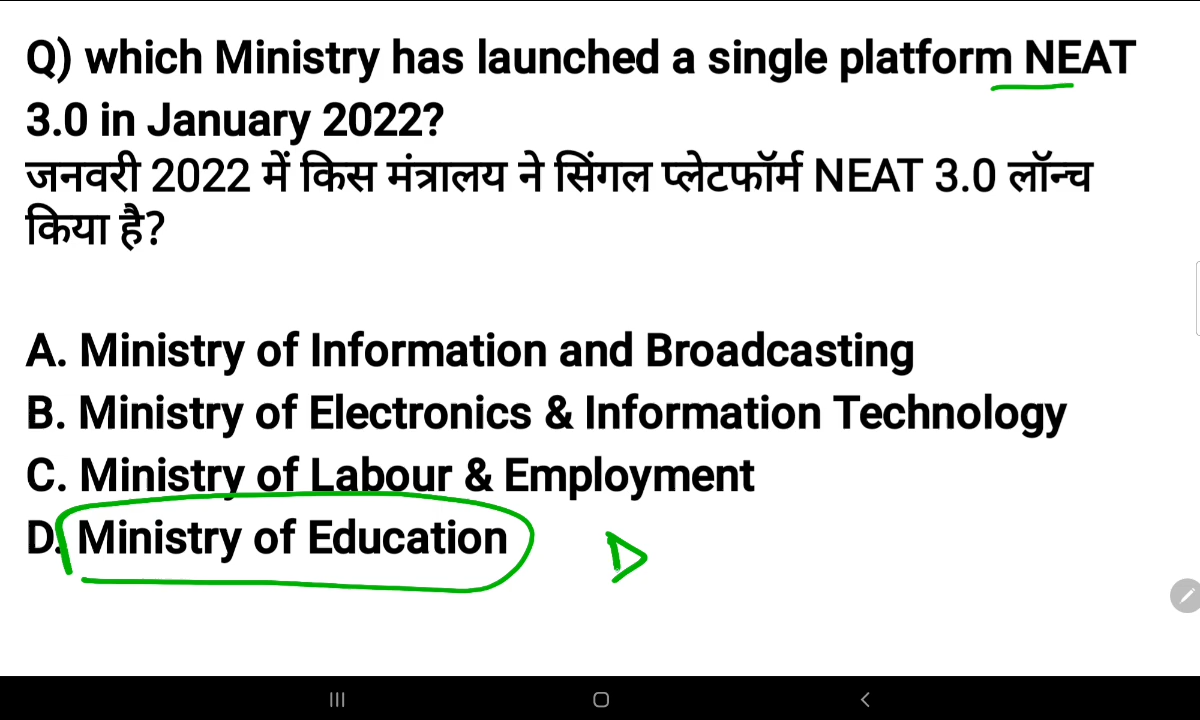 Q) which Ministry has launched a single platform NEAT
3.0 in January 2022?
जनवरी 2022 में किस मंत्रालय ने सिंगल प्लेटफॉर्म NEAT 3.0 लॉन्च
किया है?
A. Ministry of Information and Broadcasting
B. Ministry of Electronics & Information Technology
C. Ministry of Labour & Employment
D. Ministry of Education
D